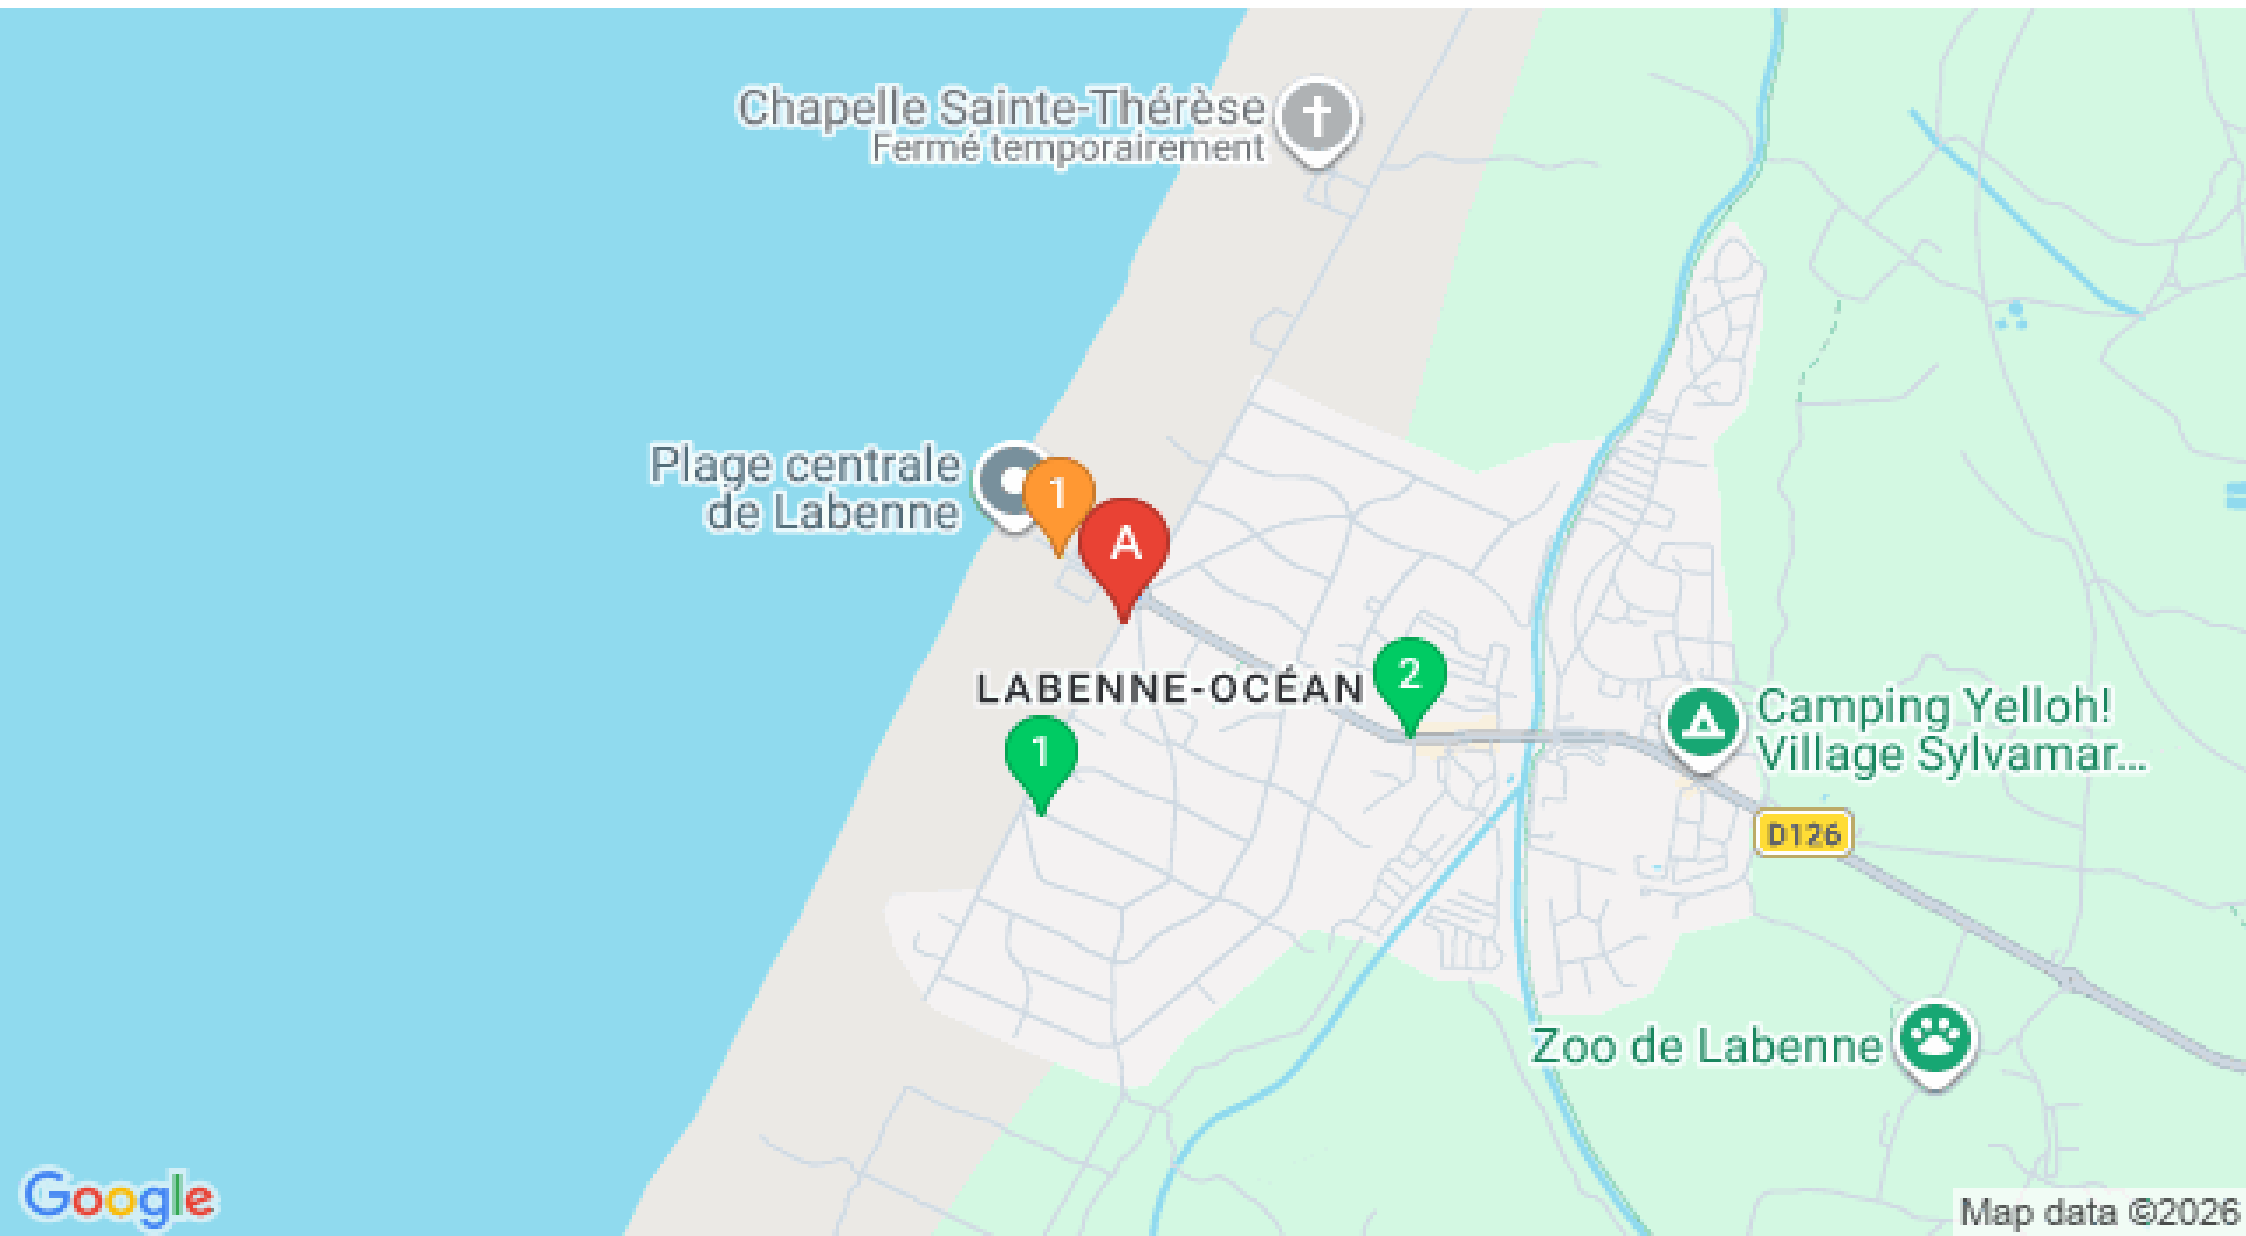 Chapelle Sainte-Thérèse
Fermé temporairement
Plage centrale
de Labenne
1
A
LABENNE-OCÉAN
2
1
Camping Yelloh!
Village Sylvamar...
D126
Zoo de Labenne
Google
Map data ©2026